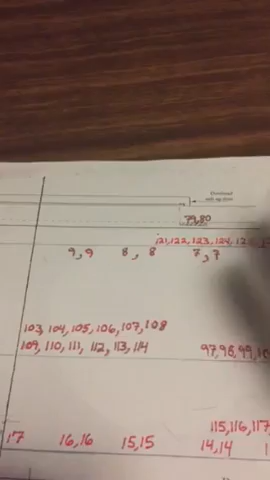 79,80
121,122,123,124,
9,9 8,8 7,7
103, 104, 105, 106, 107, 108
109, 110, 111, 112, 113, 114 97,98,99,
115,116,117
17 16,16 15,15 14,14